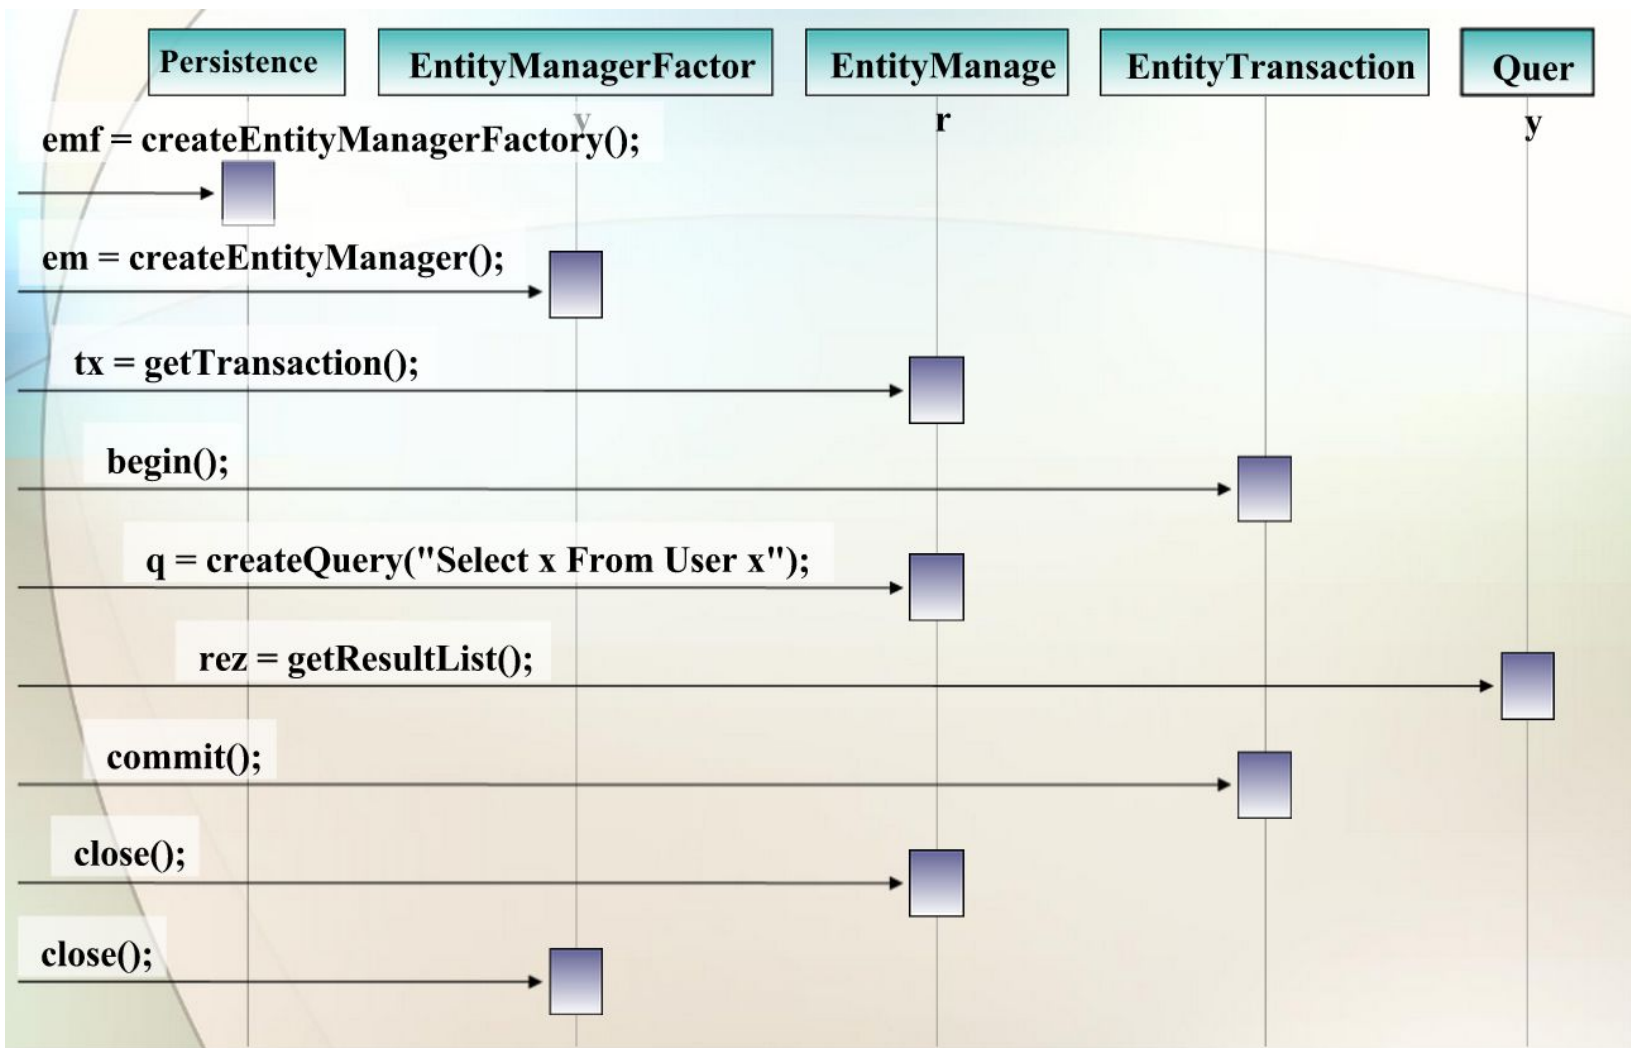 Persistence
EntityManagerFactor
y
EntityManage
r
EntityTransaction
Quer
y
emf = createEntityManagerFactory();
em = createEntityManager();
tx = getTransaction();
begin();
q = createQuery("Select x From User x");
rez = getResultList();
commit();
close();
close();